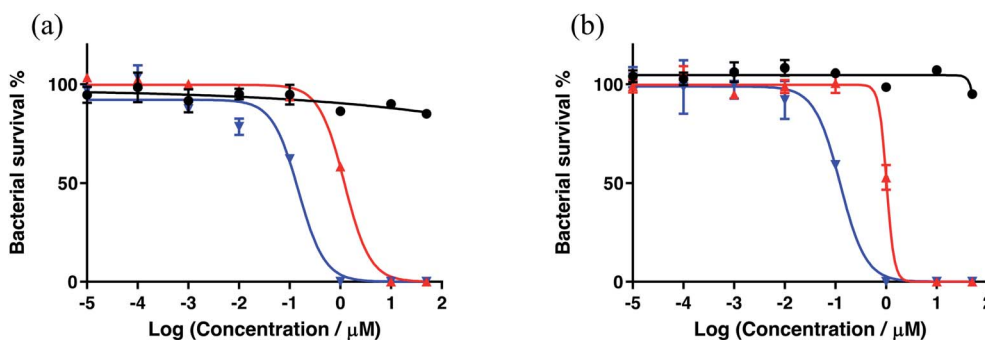 (a)
Bacterial survival %
100
50
0
-5 -4 -3 -2 -1 0 1 2
Log (Concentration / μM)
(b)
Bacterial survival %
100
50
0
-5 -4 -3 -2 -1 0 1 2
Log (Concentration / μM)